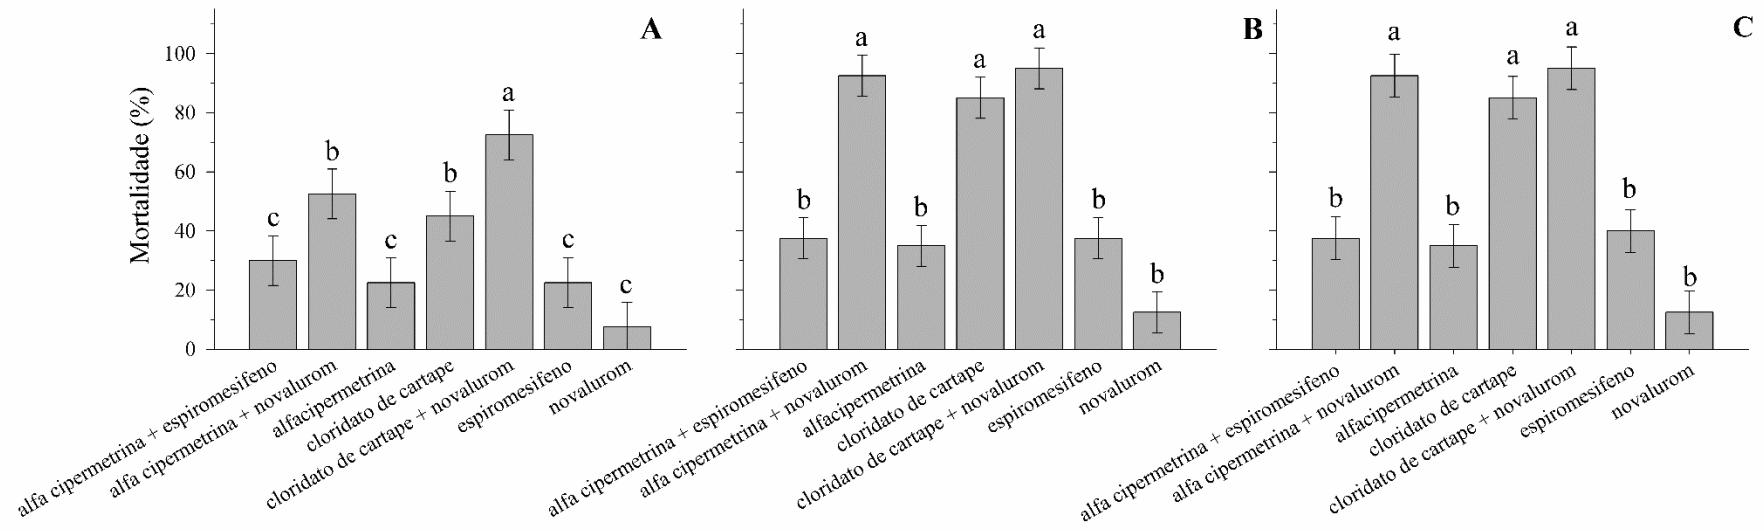 A
B
C
Mortalidade (%)
100
80
60
40
20
0
c
b
c
b
a
c
c
b
a
b
a
a
b
b
b
a
b
a
a
b
b
alfa cipermetrina + espiromesifeno
alfa cipermetrina + novalurom
alfacipermetrina
cloridato de cartape
cloridato de cartape + novalurom
espiromesifeno
novalurom
alfa cipermetrina + espiromesifeno
alfa cipermetrina + novalurom
alfacipermetrina
cloridato de cartape
cloridato de cartape + novalurom
espiromesifeno
novalurom
alfa cipermetrina + espiromesifeno
alfa cipermetrina + novalurom
alfacipermetrina
cloridato de cartape
cloridato de cartape + novalurom
espiromesifeno
novalurom